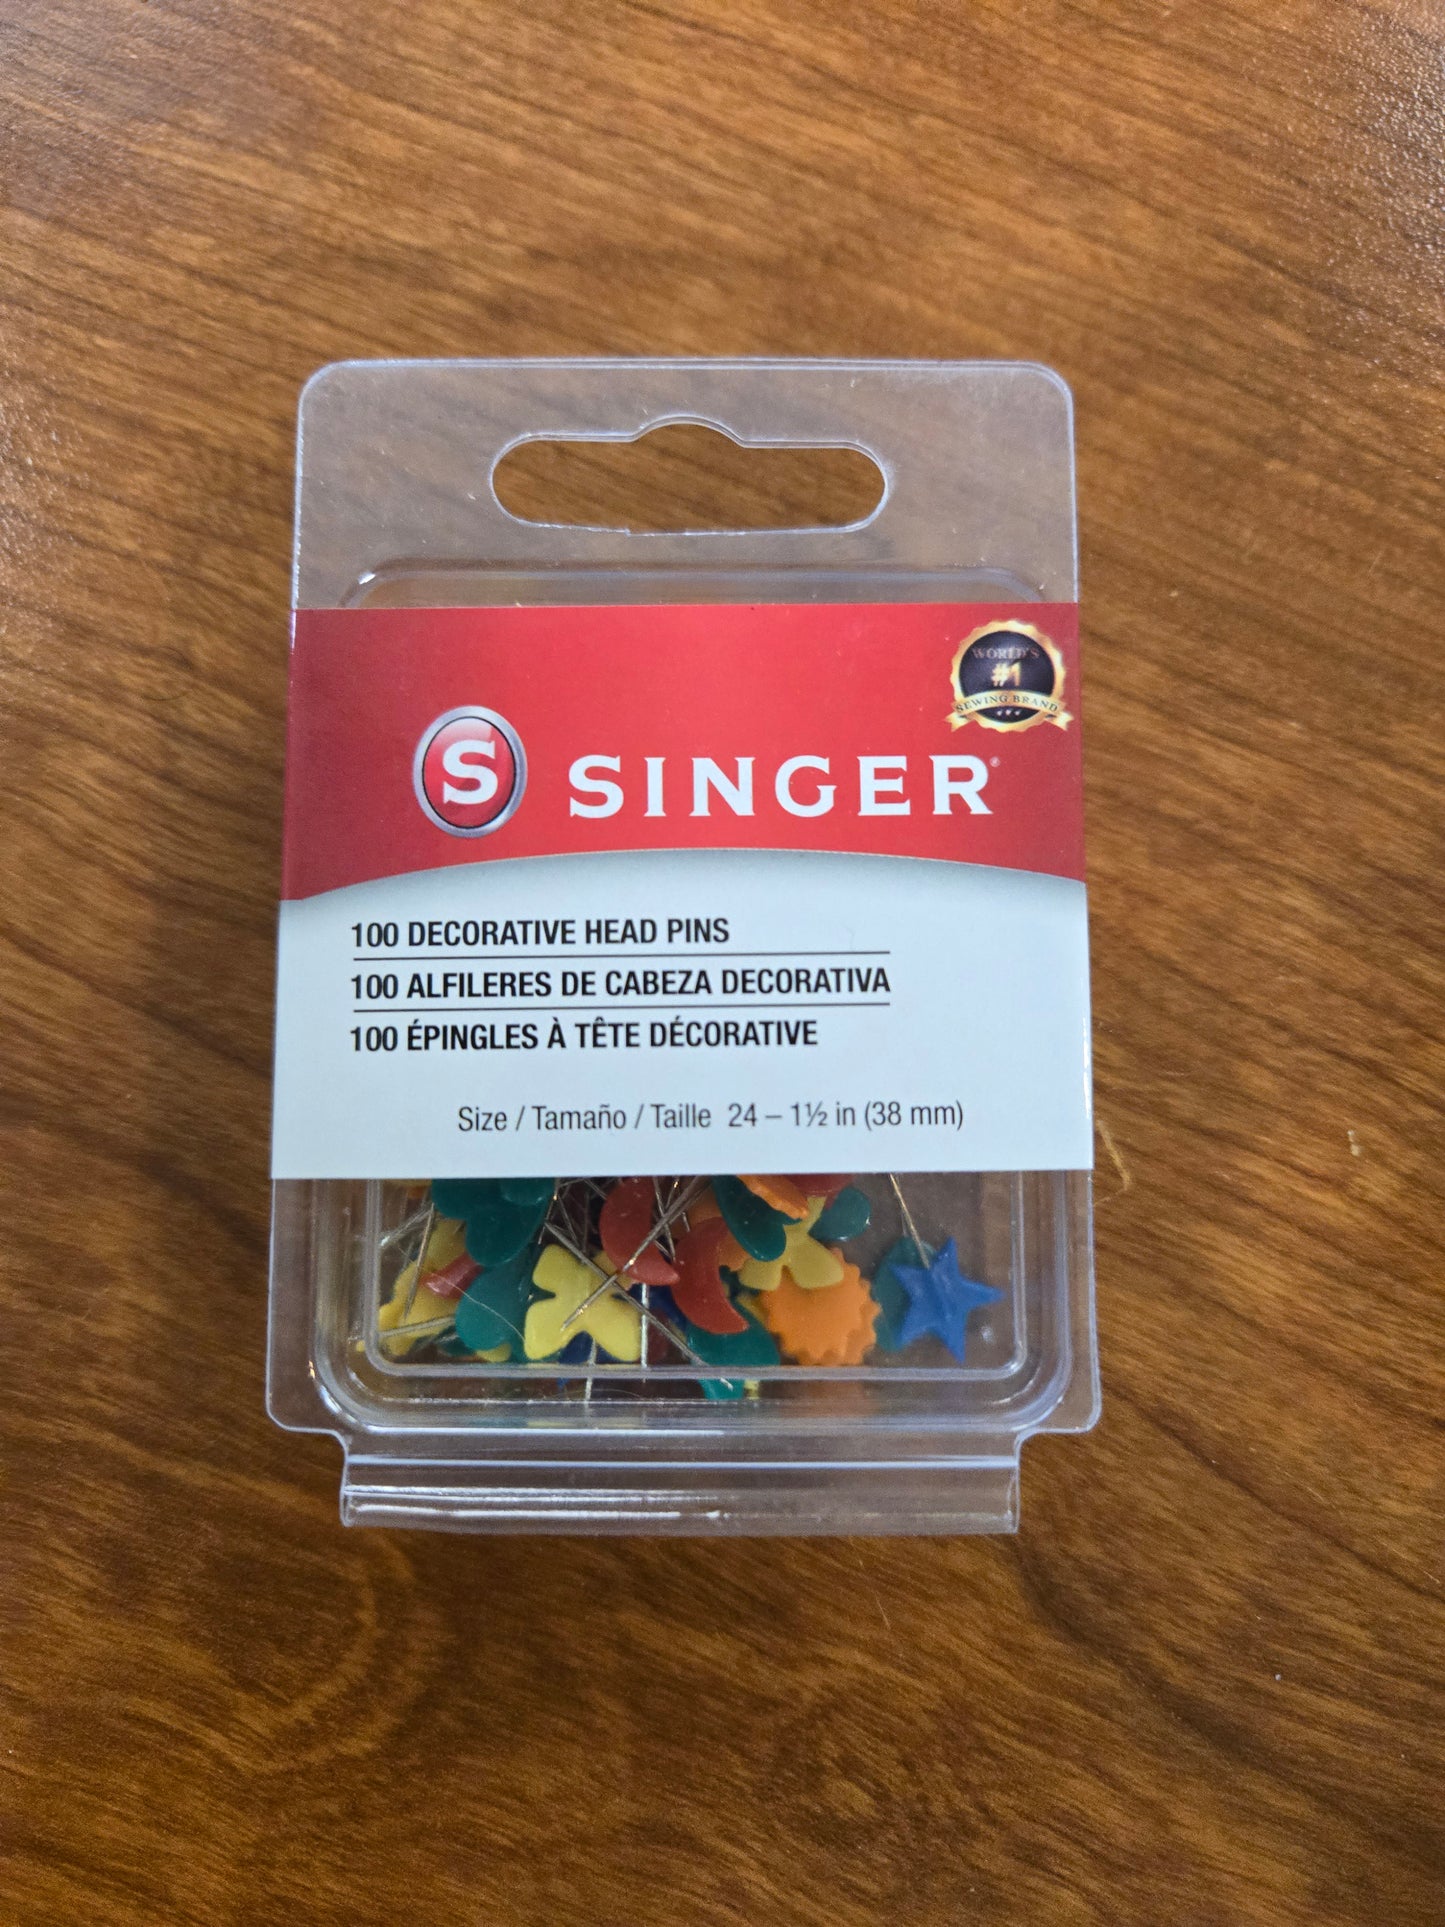 WORLD'S
#1
SEWING BRAND
S SINGER®
100 DECORATIVE HEAD PINS
100 ALFILERES DE CABEZA DECORATIVA
100 ÉPINGLES À TÊTE DÉCORATIVE
Size / Tamaño / Taille 24 – 1½ in (38 mm)